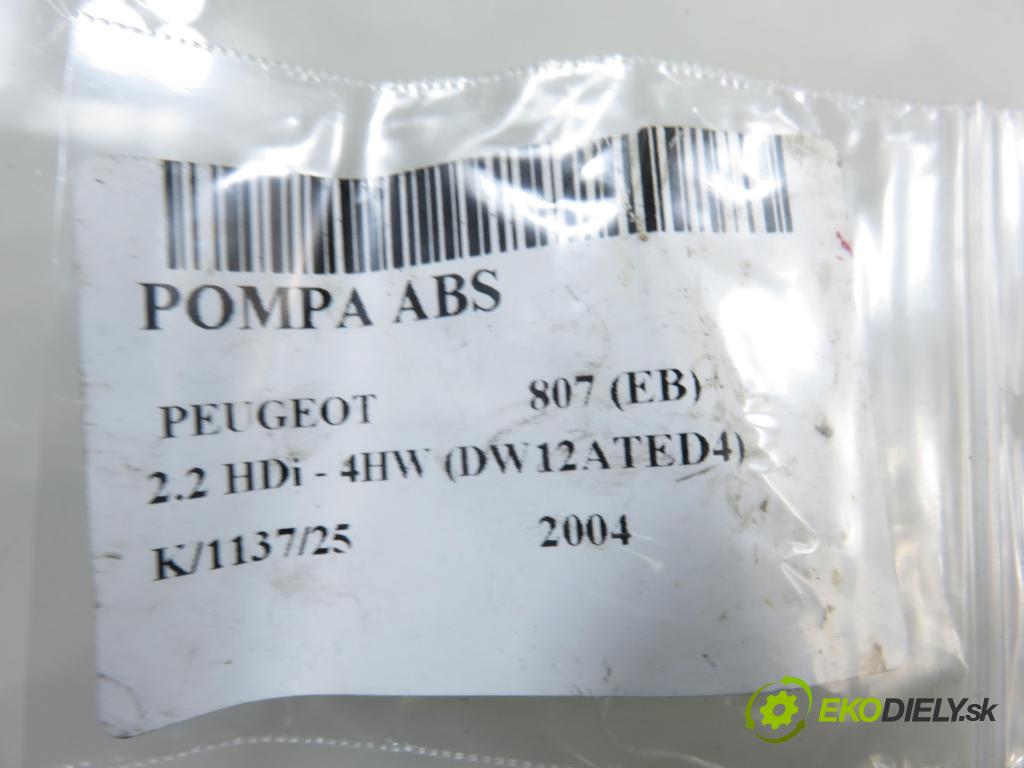 POMPA ABS
PEUGEOT 807 (EB)
2.2 HDi - 4HW (DW12ATED4)
K/1137/25 2004
EKODIELY.sk